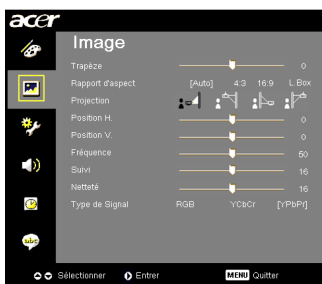 acer
Image
Trapèze 0
Rapport d'aspect [Auto] 4:3 16:9 L Box
Projection
Position H. 0
Position V. 0
Fréquence 50
Suivi 16
Netteté 16
Type de Signal RGB YCbCr [YPbPr]
abc
Sélectionner Entrer MENU Quitter